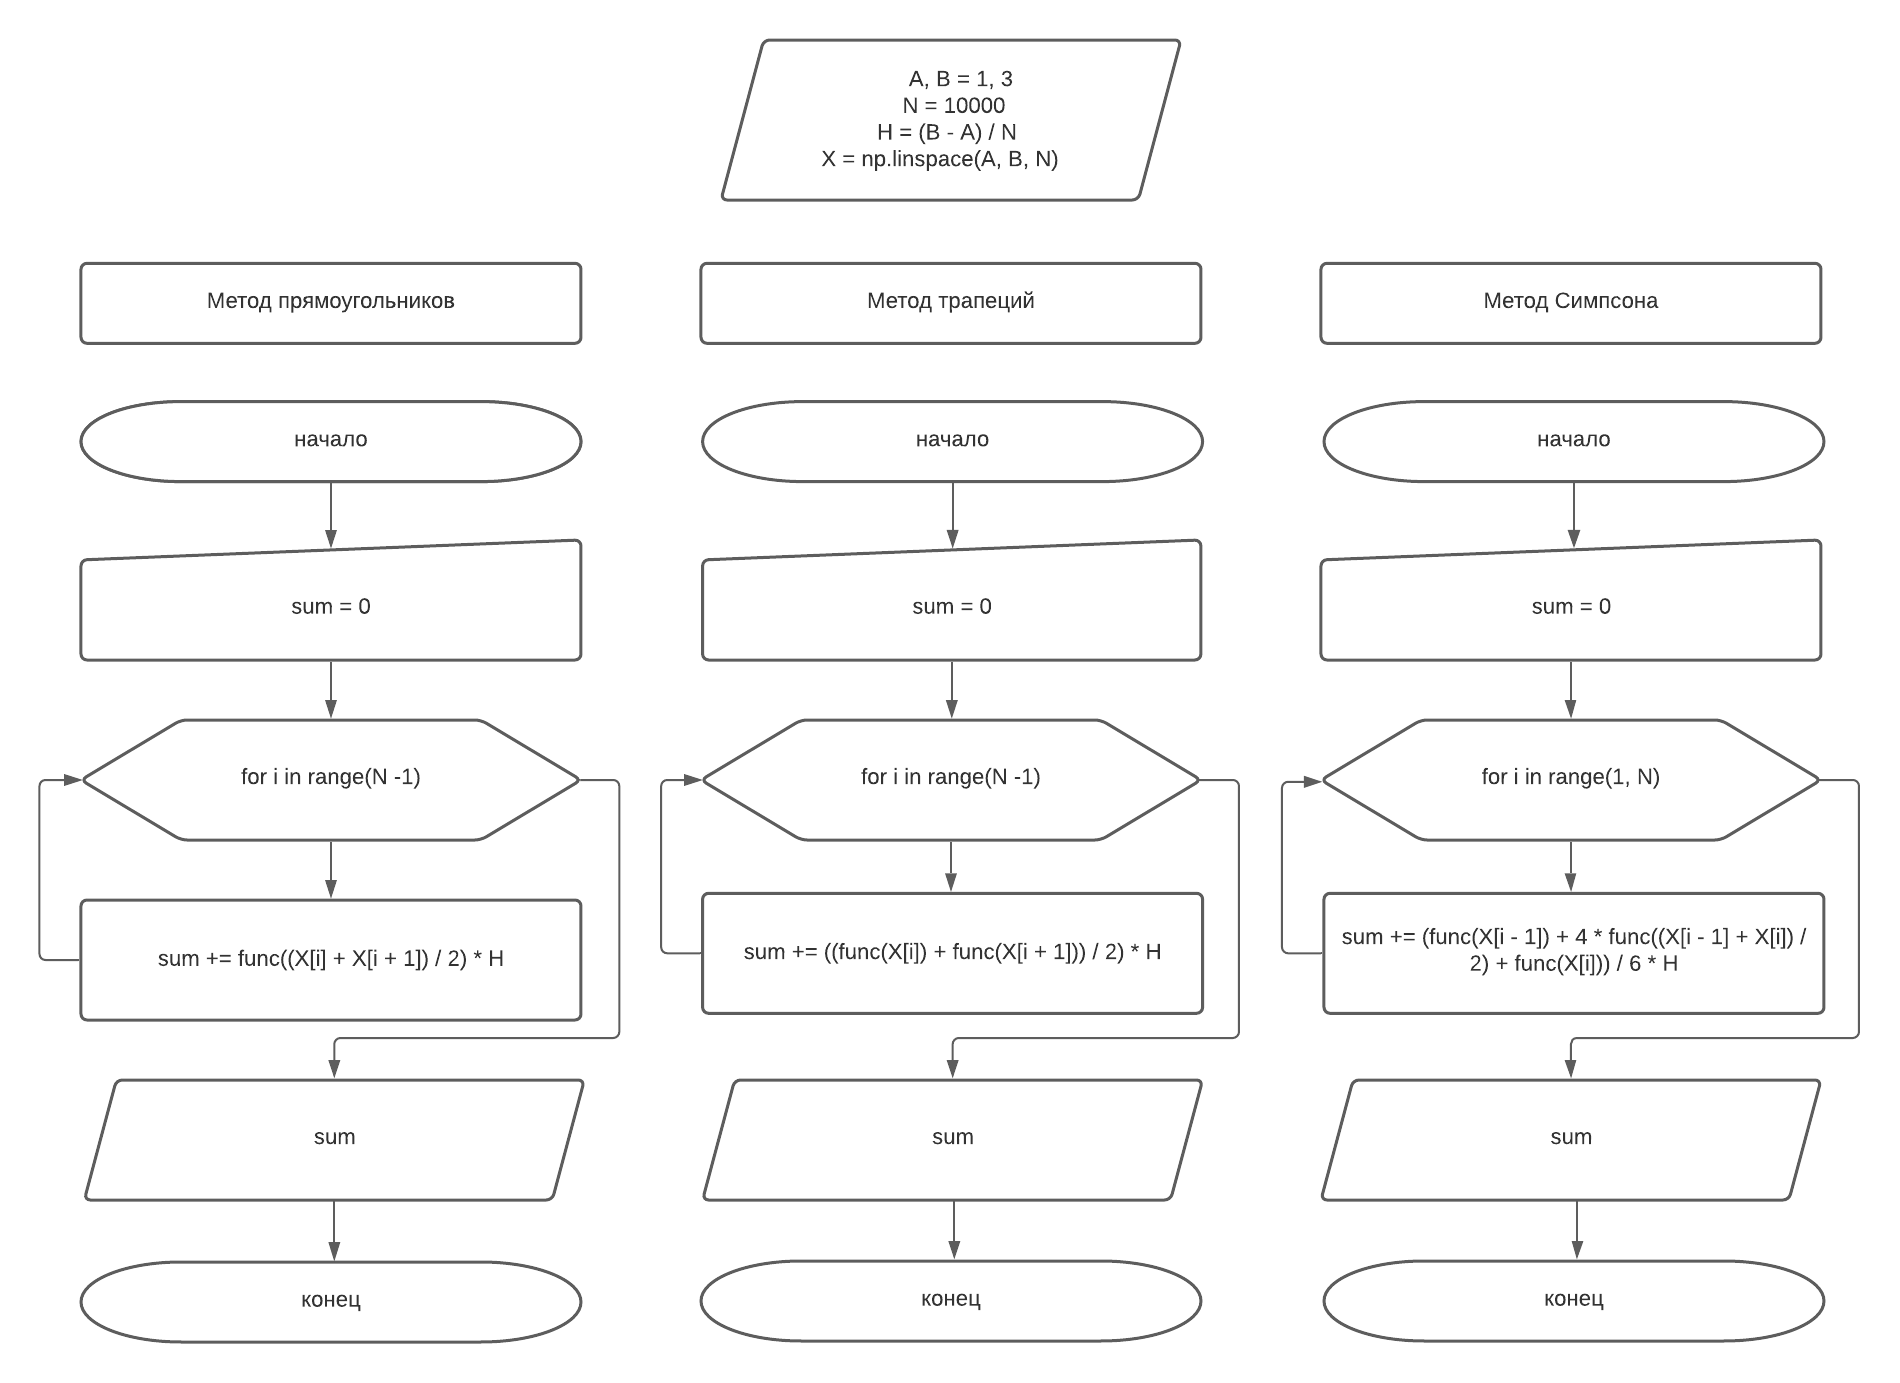 A, B = 1, 3
N = 10000
H = (B - A) / N
X = np.linspace(A, B, N)
Метод прямоугольников
начало
sum = 0
for i in range(N -1)
sum += func((X[i] + X[i + 1]) / 2) * H
sum
конец
Метод трапеций
начало
sum = 0
for i in range(N -1)
sum += ((func(X[i]) + func(X[i + 1])) / 2) * H
sum
конец
Метод Симпсона
начало
sum = 0
for i in range(1, N)
sum += (func(X[i - 1]) + 4 * func((X[i - 1] + X[i]) /
2) + func(X[i])) / 6 * H
sum
конец